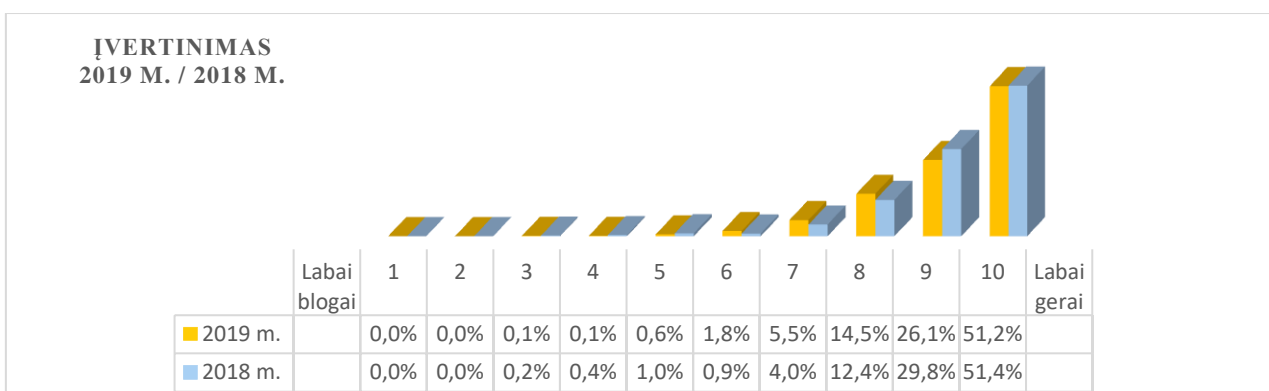 ĮVERTINIMAS
2019 M. / 2018 M.
Labai blogai 1 2 3 4 5 6 7 8 9 10 Labai gerai
2019 m. 0,0% 0,0% 0,1% 0,1% 0,6% 1,8% 5,5% 14,5% 26,1% 51,2%
2018 m. 0,0% 0,0% 0,2% 0,4% 1,0% 0,9% 4,0% 12,4% 29,8% 51,4%